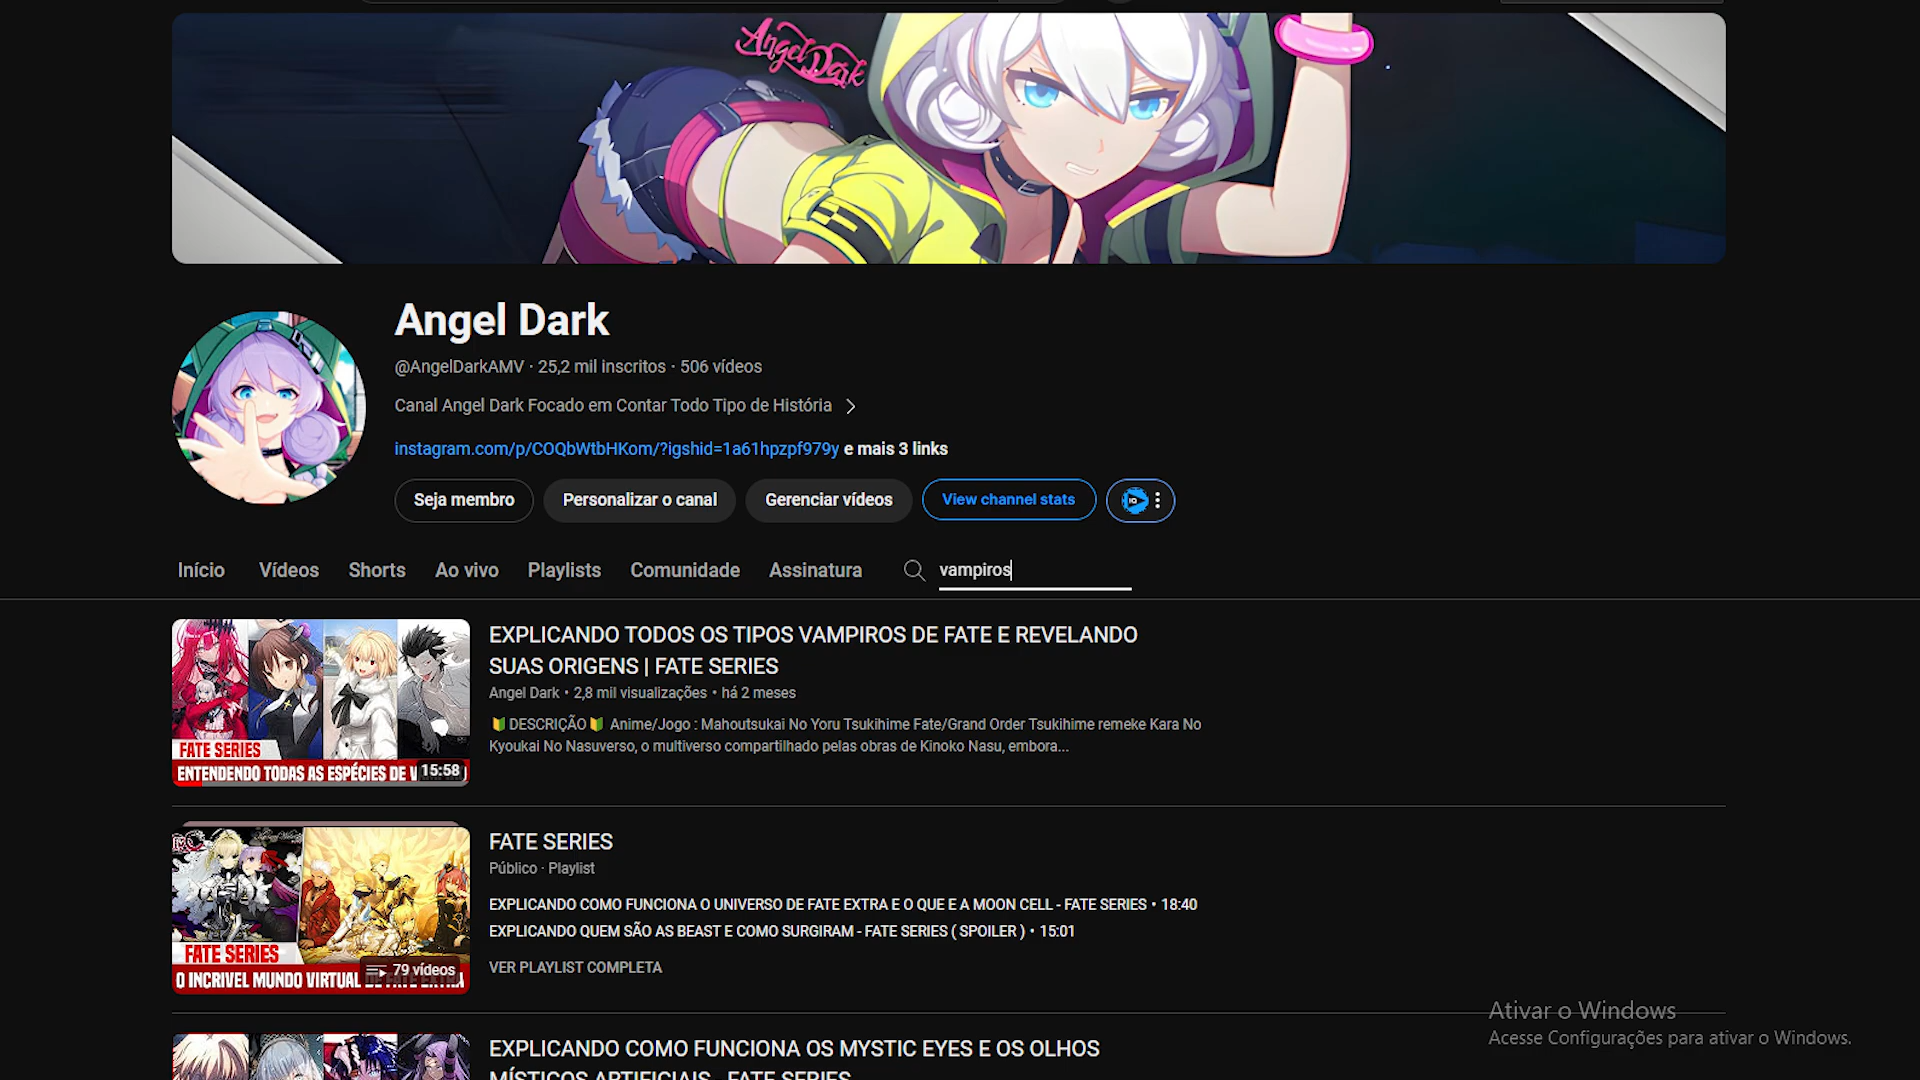 Angel Dark
Angel Dark
@AngelDarkAMV · 25,2 mil inscritos · 506 vídeos
Canal Angel Dark Focado em Contar Todo Tipo de História
instagram.com/p/COQbWtbHKom/?igshid=1a61hpzpf979y e mais 3 links
Seja membro
Personalizar o canal
Gerenciar vídeos
View channel stats
Início
Vídeos
Shorts
Ao vivo
Playlists
Comunidade
Assinatura
vampiros
FATE SERIES
ENTENDENDO TODAS AS ESPÉCIES DE
15:58
EXPLICANDO TODOS OS TIPOS VAMPIROS DE FATE E REVELANDO
SUAS ORIGENS | FATE SERIES
Angel Dark • 2,8 mil visualizações • há 2 meses
🔰DESCRIÇÃO🔰 Anime/Jogo : Mahoutsukai No Yoru Tsukihime Fate/Grand Order Tsukihime remeke Kara No
Kyoukai No Nasuverso, o multiverso compartilhado pelas obras de Kinoko Nasu, embora...
FATE SERIES
O INCRIVEL MUNDO VIRTUAL DE FATE EXTRA
79 vídeos
FATE SERIES
Público · Playlist
EXPLICANDO COMO FUNCIONA O UNIVERSO DE FATE EXTRA E O QUE E A MOON CELL - FATE SERIES • 18:40
EXPLICANDO QUEM SÃO AS BEAST E COMO SURGIRAM - FATE SERIES ( SPOILER ) • 15:01
VER PLAYLIST COMPLETA
EXPLICANDO COMO FUNCIONA OS MYSTIC EYES E OS OLHOS
MÍSTICOS ARTIFICIAIS - FATE SERIES
Ativar o Windows
Acesse Configurações para ativar o Windows.